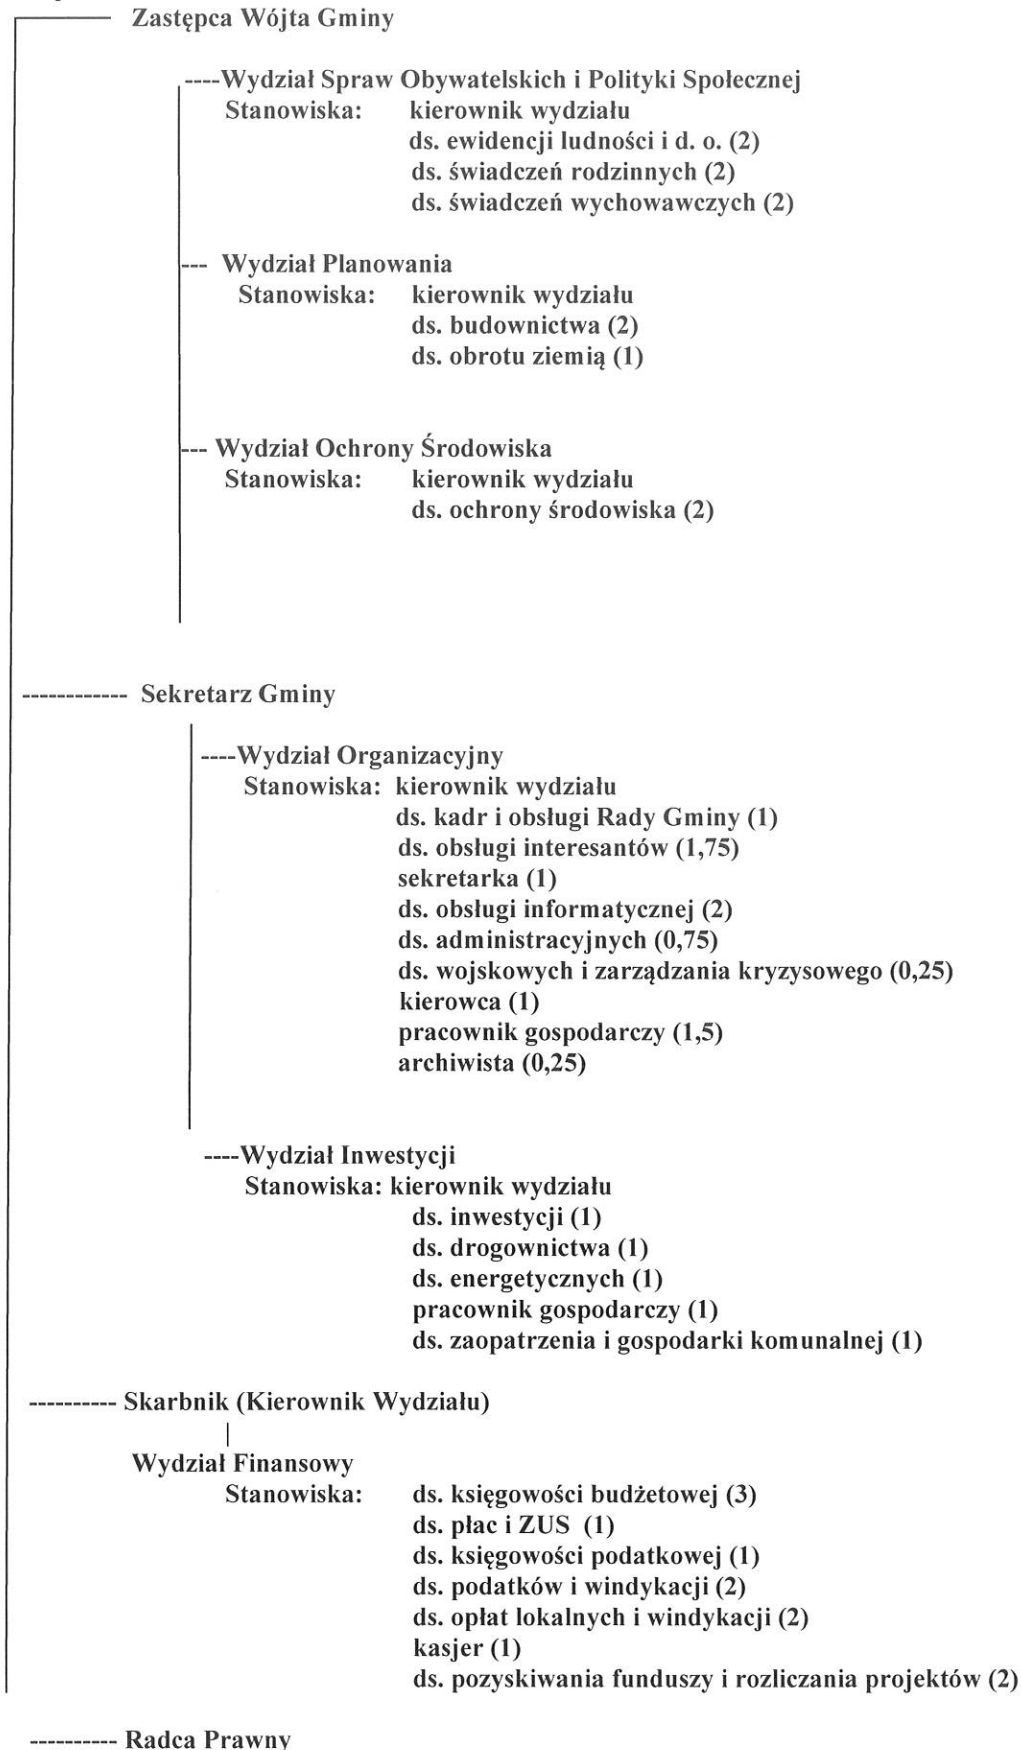 Zastępca Wójta Gminy
----Wydział Spraw Obywatelskich i Polityki Społecznej
Stanowiska: kierownik wydziału
ds. ewidencji ludności i d. o. (2)
ds. świadczeń rodzinnych (2)
ds. świadczeń wychowawczych (2)
--- Wydział Planowania
Stanowiska: kierownik wydziału
ds. budownictwa (2)
ds. obrotu ziemią (1)
--- Wydział Ochrony Środowiska
Stanowiska: kierownik wydziału
ds. ochrony środowiska (2)
------------ Sekretarz Gminy
----Wydział Organizacyjny
Stanowiska: kierownik wydziału
ds. kadr i obsługi Rady Gminy (1)
ds. obsługi interesantów (1,75)
sekretarka (1)
ds. obsługi informatycznej (2)
ds. administracyjnych (0,75)
ds. wojskowych i zarządzania kryzysowego (0,25)
kierowca (1)
pracownik gospodarczy (1,5)
archiwista (0,25)
----Wydział Inwestycji
Stanowiska: kierownik wydziału
ds. inwestycji (1)
ds. drogownictwa (1)
ds. energetycznych (1)
pracownik gospodarczy (1)
ds. zaopatrzenia i gospodarki komunalnej (1)
---------- Skarbnik (Kierownik Wydziału)
Wydział Finansowy
Stanowiska: ds. księgowości budżetowej (3)
ds. płac i ZUS (1)
ds. księgowości podatkowej (1)
ds. podatków i windykacji (2)
ds. opłat lokalnych i windykacji (2)
kasjer (1)
ds. pozyskiwania funduszy i rozliczania projektów (2)
---------- Radca Prawny